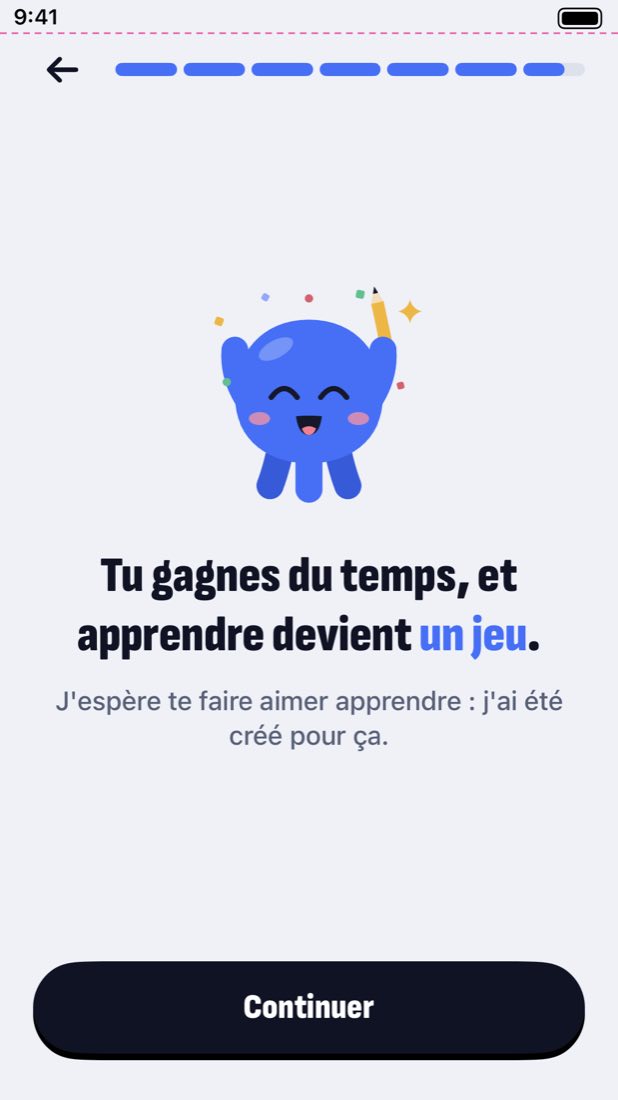 9:41
Tu gagnes du temps, et
apprendre devient un jeu.
J'espère te faire aimer apprendre : j'ai été
créé pour ça.
Continuer